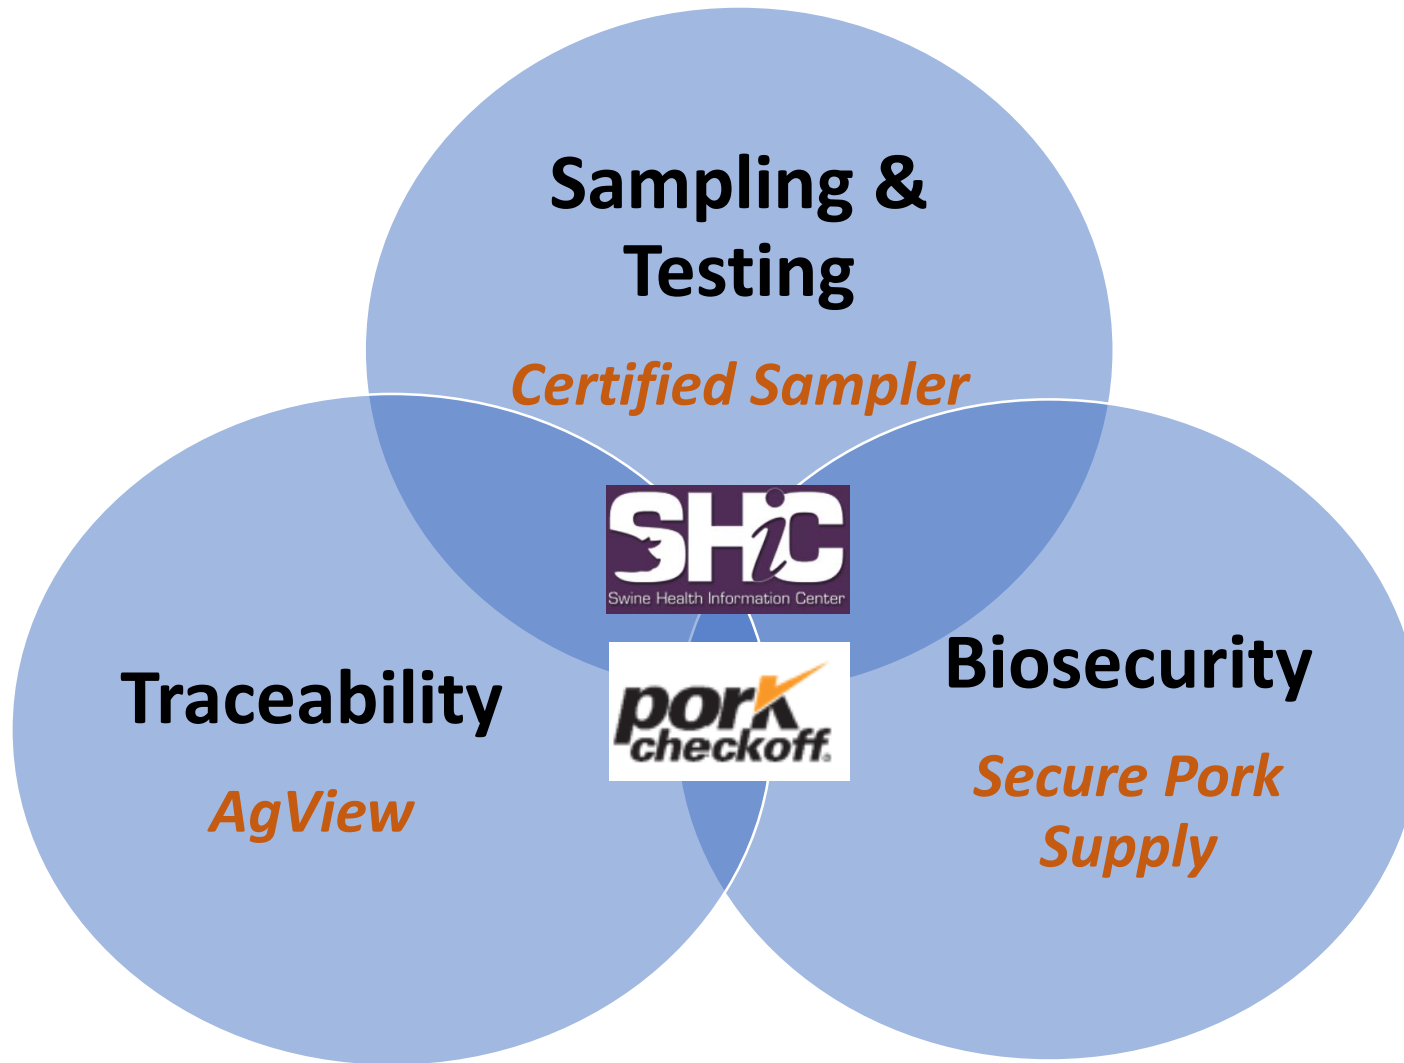 Sampling &
Testing
Certified Sampler
SHiC
Swine Health Information Center
Traceability
AgView
pork
checkoff.
Biosecurity
Secure Pork
Supply